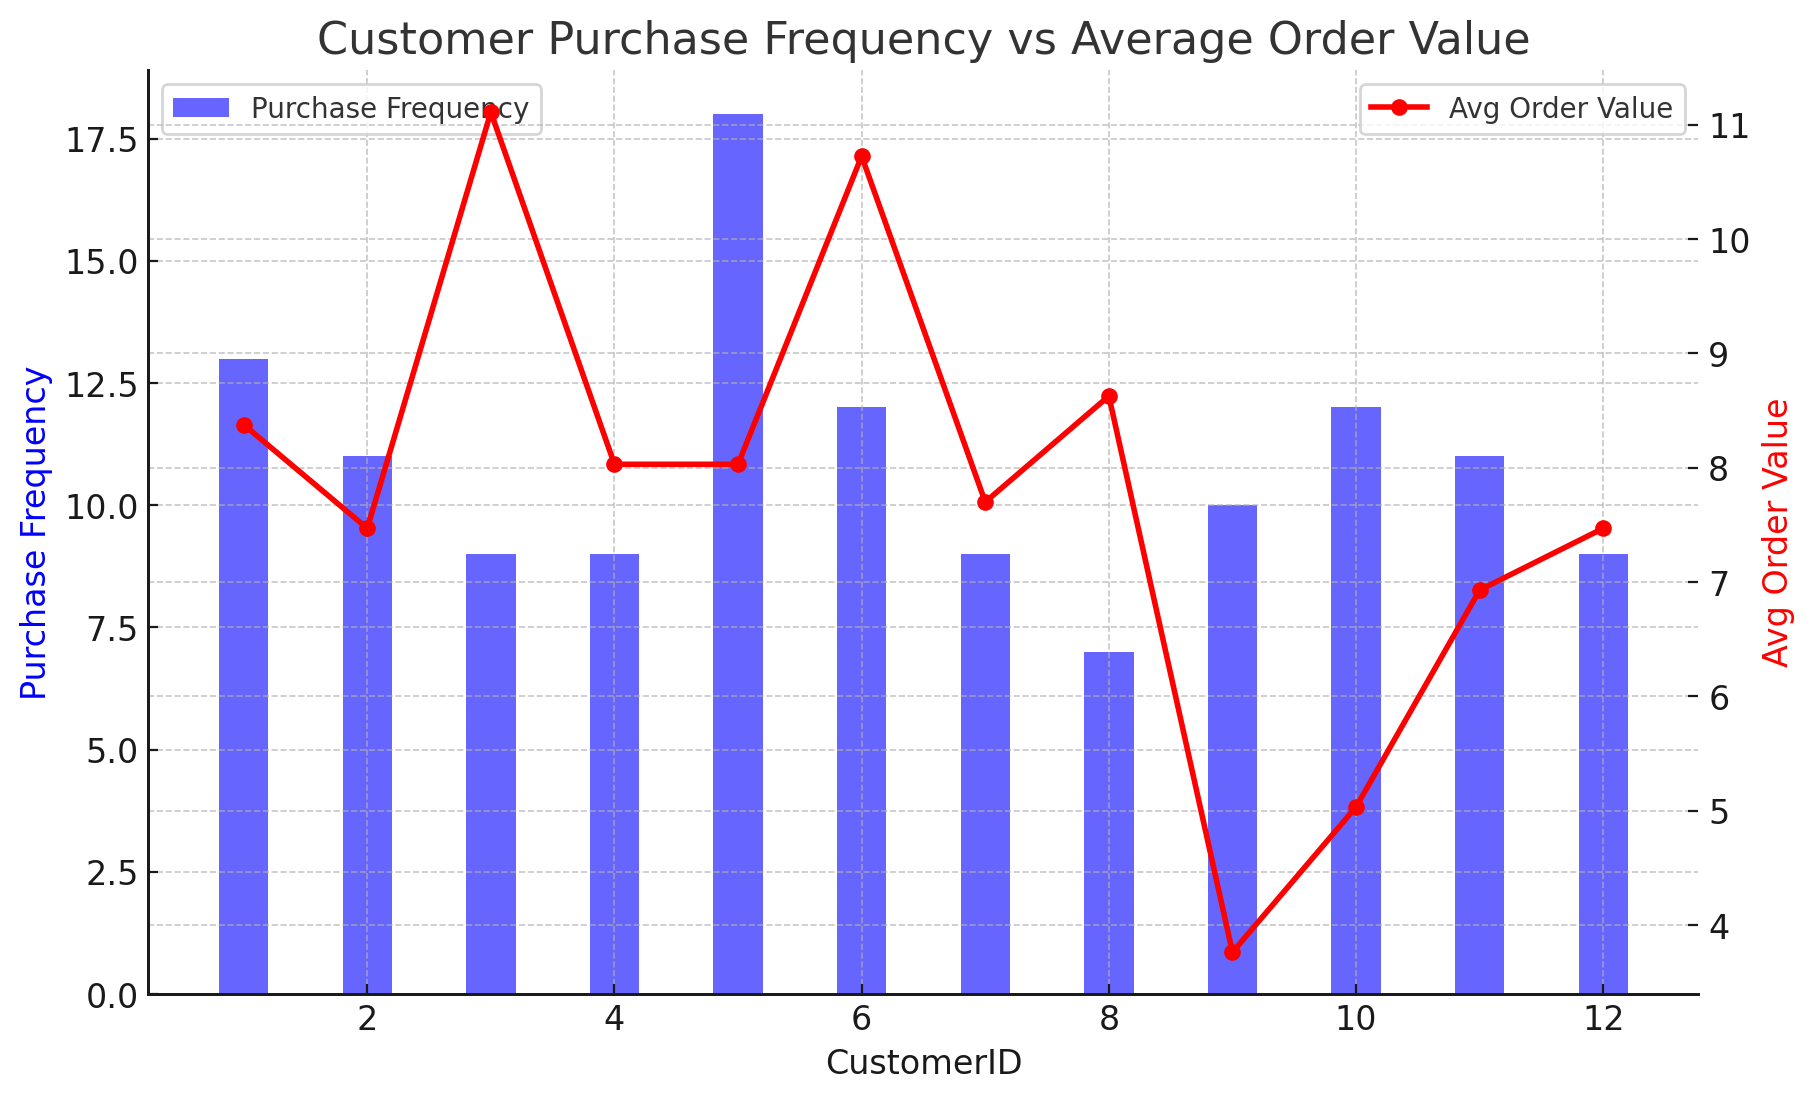 Customer Purchase Frequency vs Average Order Value
Purchase Frequency
Avg Order Value
17.5
15.0
12.5
10.0
7.5
5.0
2.5
0.0
Purchase Frequency
11
10
9
8
7
6
5
4
Avg Order Value
2 4 6 8 10 12
CustomerID